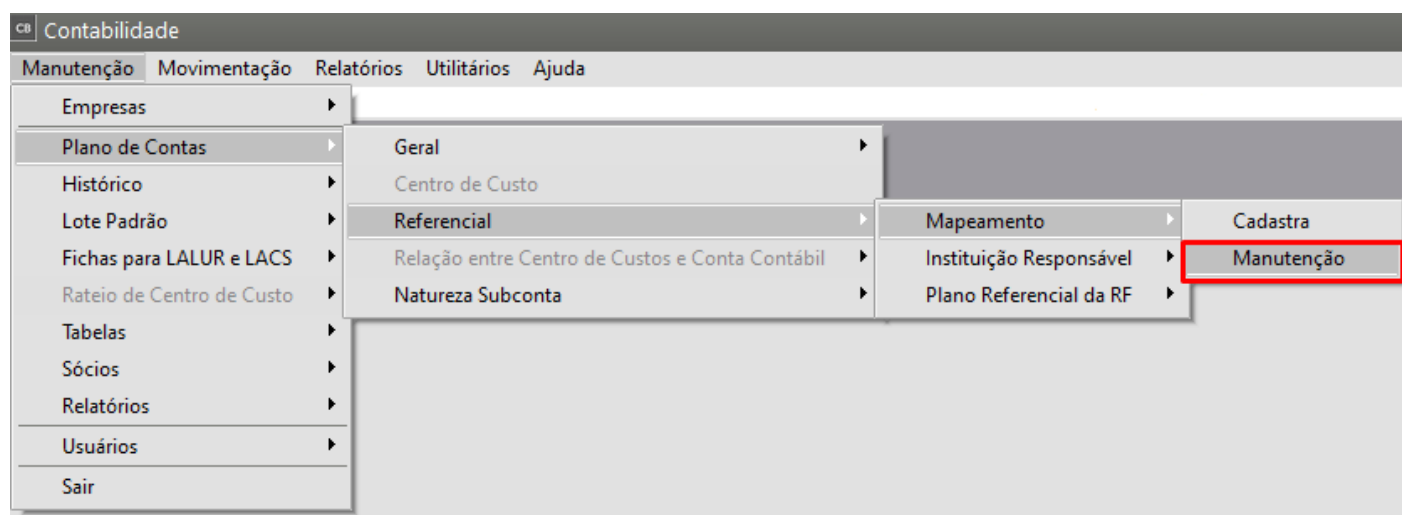 CB Contabilidade
Manutenção Movimentação Relatórios Utilitários Ajuda
Empresas
Plano de Contas
Histórico
Lote Padrão
Fichas para LALUR e LACS
Rateio de Centro de Custo
Tabelas
Sócios
Relatórios
Usuários
Sair
Geral
Centro de Custo
Referencial
Relação entre Centro de Custos e Conta Contábil
Natureza Subconta
Mapeamento
Instituição Responsável
Plano Referencial da RF
Cadastra
Manutenção